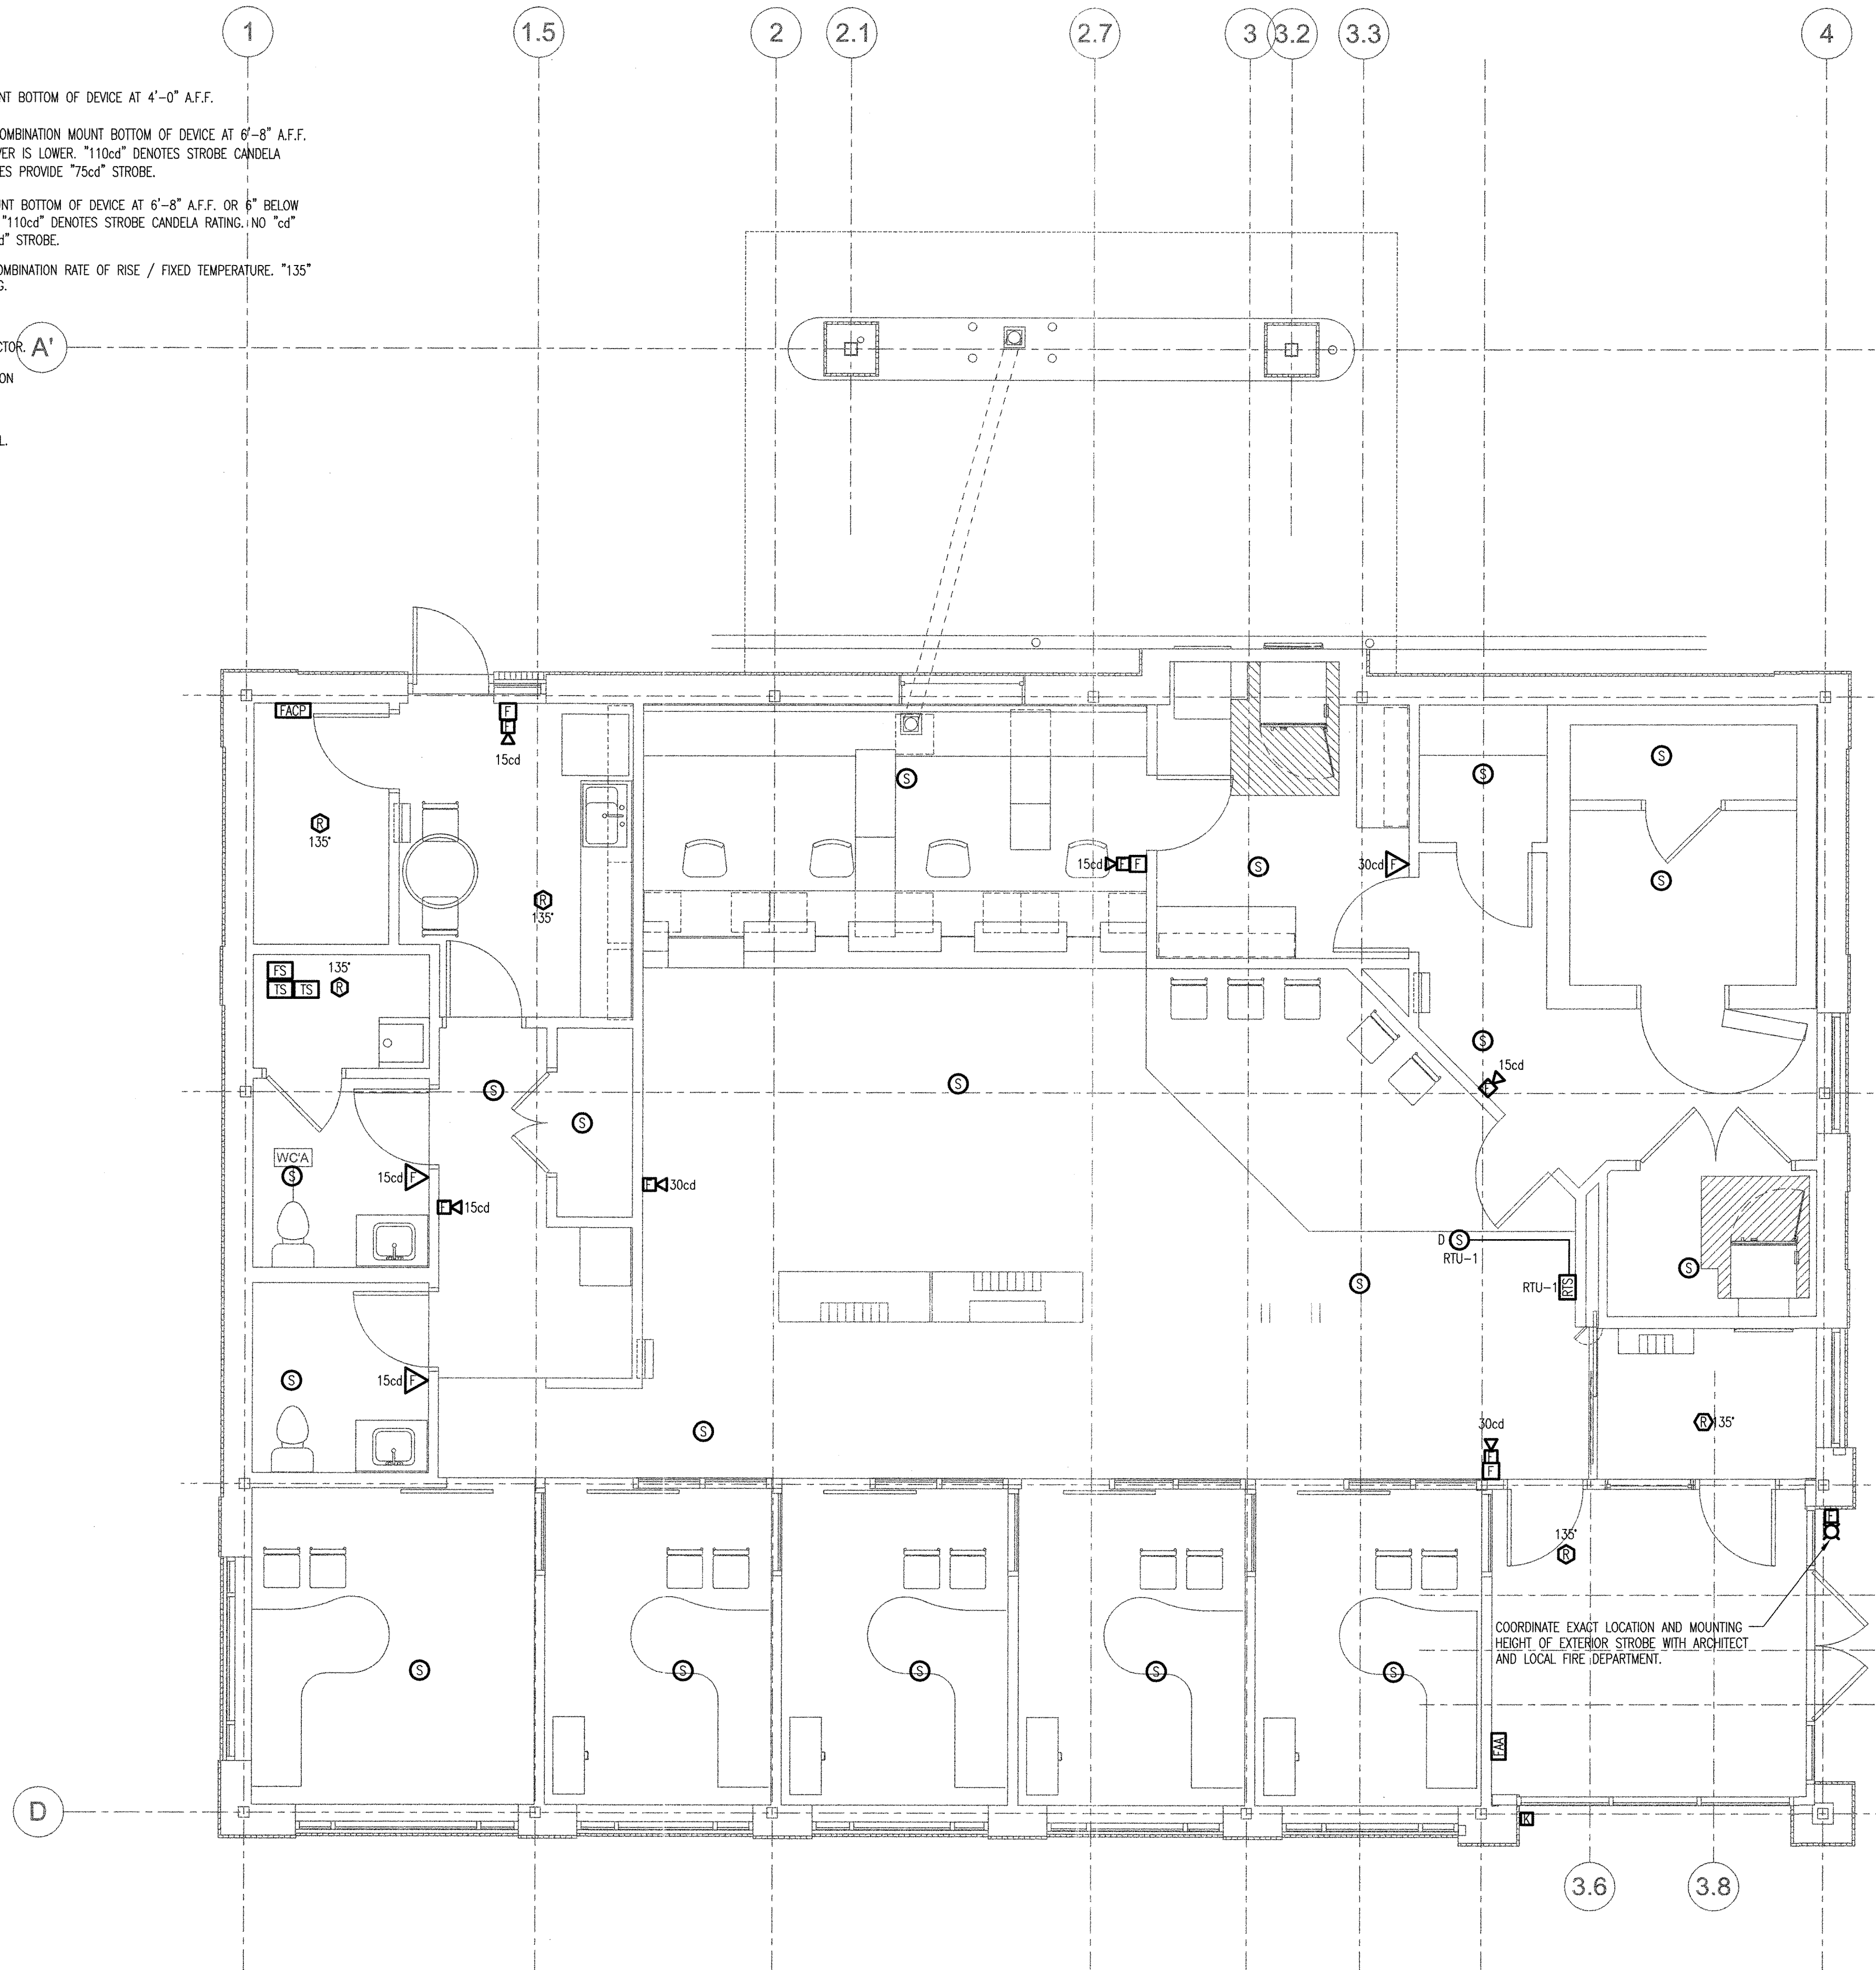 1 1.5 2 2.1 2.7 3 3.2 3.3 4
NT BOTTOM OF DEVICE AT 4'-0" A.F.F.
OMBINATION MOUNT BOTTOM OF DEVICE AT 6'-8" A.F.F.
VER IS LOWER. "110cd" DENOTES STROBE CANDELA
ES PROVIDE "75cd" STROBE.
UNT BOTTOM OF DEVICE AT 6'-8" A.F.F. OR 6" BELOW
"110cd" DENOTES STROBE CANDELA RATING. NO "cd"
d" STROBE.
OMBINATION RATE OF RISE / FIXED TEMPERATURE. "135"
G.
CTOR.
A'
ON
L.
FACP
F
F
15cd
S
S
S
R
135°
15cd F F
S
30cd F
S
R
135°
FS
TS TS
135°
R
S
15cd
F
S
S
S
WC'A
S
15cd F
F 15cd
F 30cd
D S
RTU-1
RTU-1 RTS
S
S
S
15cd F
S
30cd
F
F
R 135°
F
135°
R
COORDINATE EXACT LOCATION AND MOUNTING
HEIGHT OF EXTERIOR STROBE WITH ARCHITECT
AND LOCAL FIRE DEPARTMENT.
S S S S S
FAA
D
K
3.6 3.8